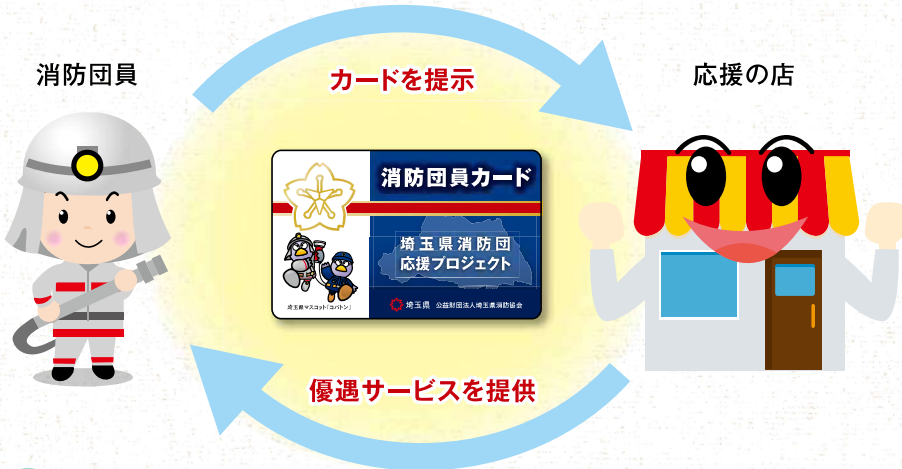 消防団員
カードを提示
応援の店
消防団員カード
埼玉県消防団
応援プロジェクト
埼玉県マスコット「コバトン」
埼玉県 公益財団法人埼玉県消防協会
優遇サービスを提供